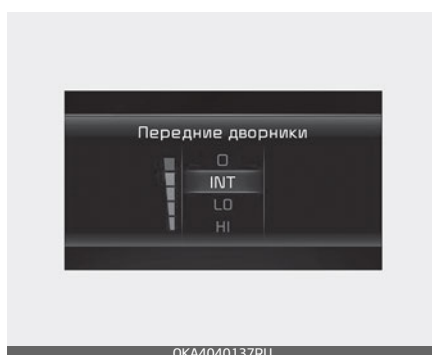 Передние дворники
O
INT
LO
HI
OKA4040137RU